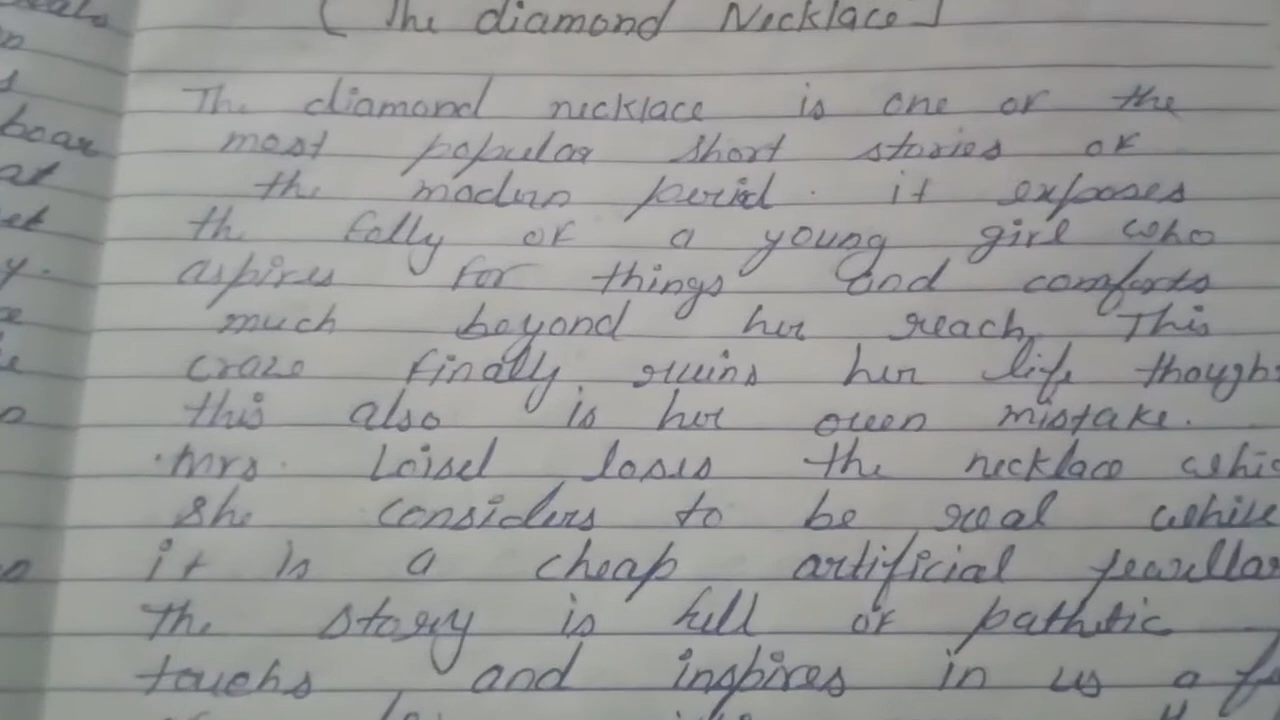 [The diamond Necklace]
The diamond necklace is one of the
most popular short stories of
the modern period. it exposes
the folly of a young girl who
aspires for things and comforts
much beyond her reach. This
craze finally ruins her life though
this also is her own mistake.
Mrs. Loisel loses the necklace whic
she considers to be real while
it is a cheap artificial jewellar
The story is full of pathetic
touchs and inspires in us a